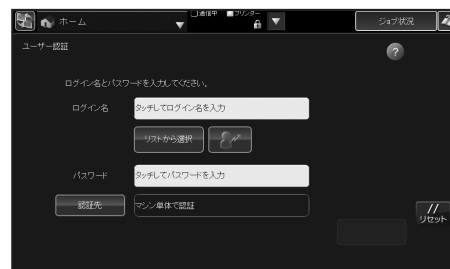 ホーム
通信中
プリンター
ジョブ状況
ユーザー認証
?
ログイン名とパスワードを入力してください。
ログイン名
タッチしてログイン名を入力
リストから選択
パスワード
タッチしてパスワードを入力
認証先
マシン単体で認証
リセット